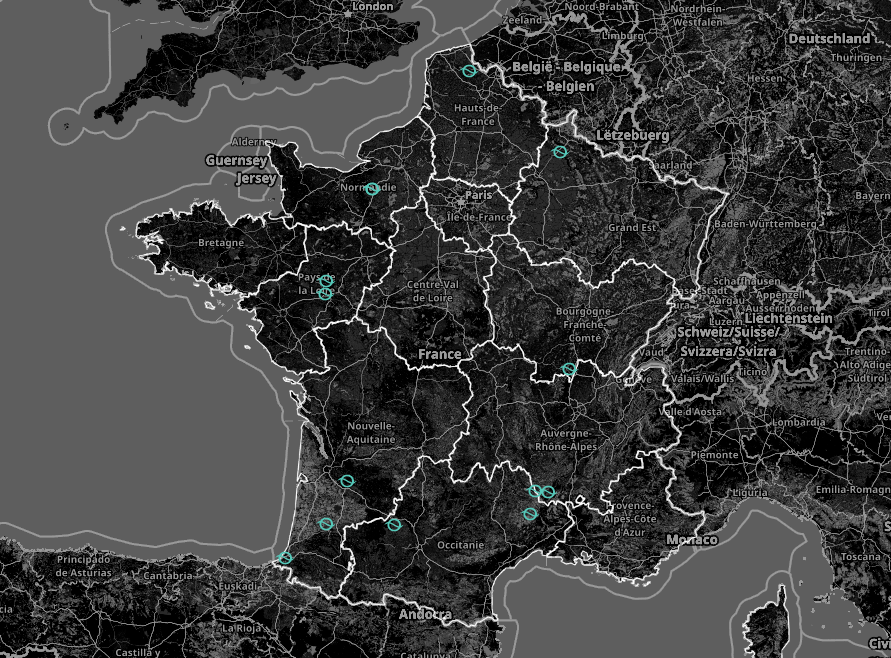 London
Noord-Brabant
Zeeland
Nordrhein-
Westfalen
Limburg
Deutschland
Thüringen
België - Belgique
- Belgien
Hessen
Hauts-de-
France
Lëtzebuerg
Alderney
Guernsey
Jersey
Saarland
Normandie
Paris
Bayern
Île-de-France
Grand Est
Baden-Württemberg
Bretagne
Pays de
la Loire
Centre-Val
de Loire
Schaffhausen
Aargau
Appenzell
Ausserrhoden
Bourgogne-
Franche-
Comté
Luzern
Liechtenstein
Tirol
Schweiz/Suisse/
Svizzera/Svizra
France
Vaud
Ticino
Trentino-
Alto Adige
Südtirol
Genève
Valais/Wallis
Valle d'Aosta
Lombardia
Nouvelle-
Aquitaine
Auvergne-
Rhône-Alpes
Piemonte
Liguria
Emilia-Romagna
Provence-
Alpes-Côte
d'Azur
Monaco
Occitanie
Toscana
Principado
de Asturias
Cantabria
Euskadi
Andorra
La Rioja
Castilla y